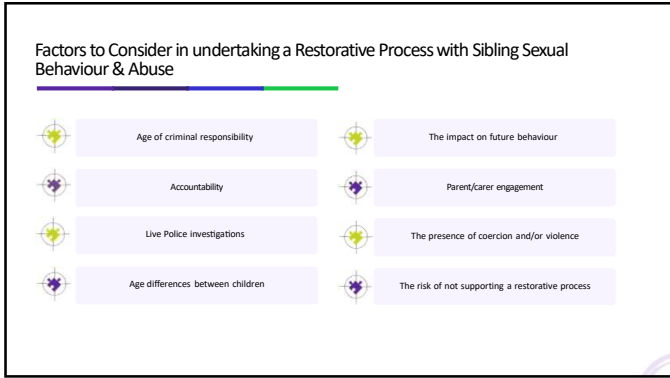 Factors to Consider in undertaking a Restorative Process with Sibling Sexual
Behaviour & Abuse
Age of criminal responsibility
Accountability
Live Police investigations
Age differences between children
The impact on future behaviour
Parent/carer engagement
The presence of coercion and/or violence
The risk of not supporting a restorative process